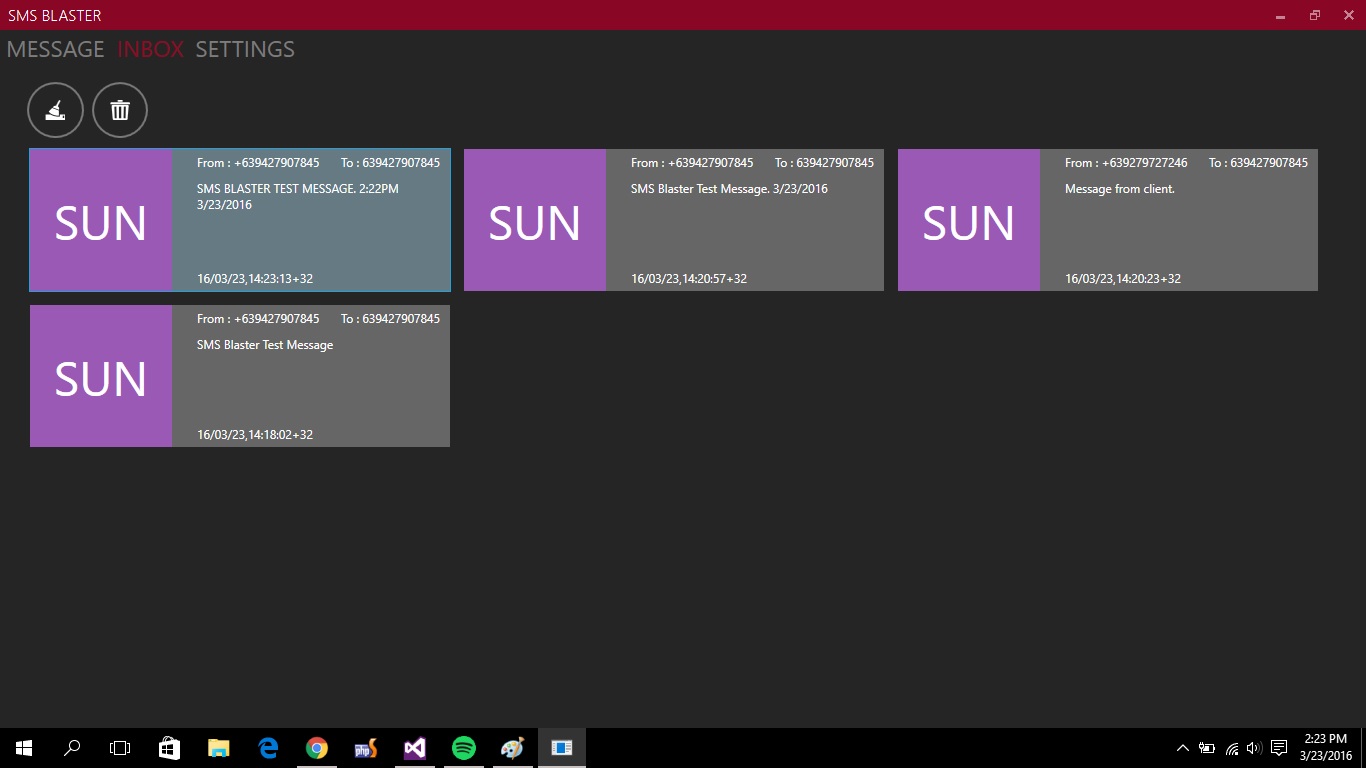 SMS BLASTER
MESSAGE INBOX SETTINGS
SUN
From : +639427907845 To : 639427907845
SMS BLASTER TEST MESSAGE. 2:22PM
3/23/2016
16/03/23,14:23:13+32
SUN
From : +639427907845 To : 639427907845
SMS Blaster Test Message. 3/23/2016
16/03/23,14:20:57+32
SUN
From : +639279727246 To : 639427907845
Message from client.
16/03/23,14:20:23+32
SUN
From : +639427907845 To : 639427907845
SMS Blaster Test Message
16/03/23,14:18:02+32
php
2:23 PM
3/23/2016